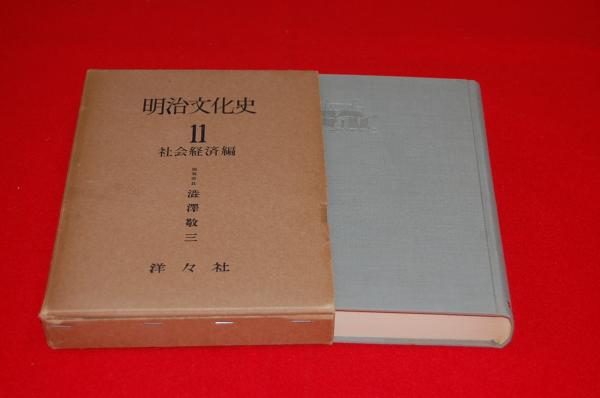 明治文化史
11
社会経済編
澁澤敬三
洋々社